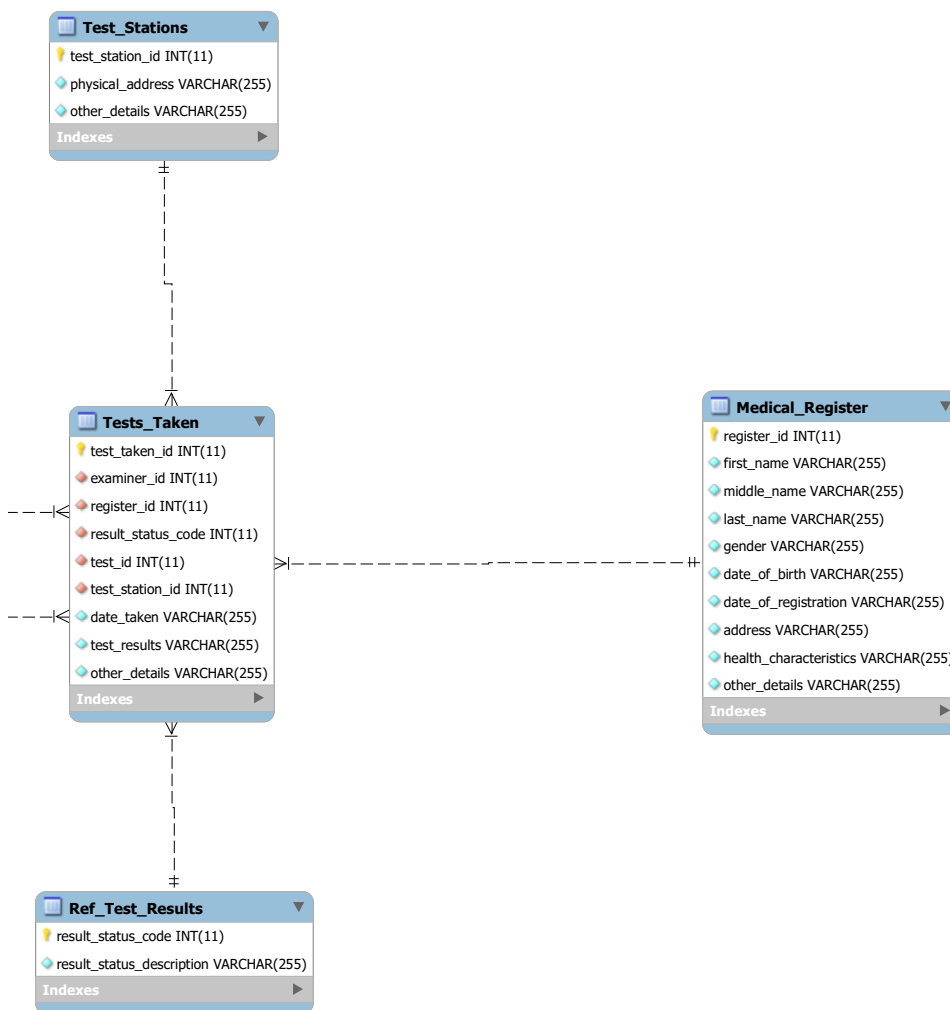 Test_Stations
test_station_id INT(11)
physical_address VARCHAR(255)
other_details VARCHAR(255)
Indexes
Tests_Taken
test_taken_id INT(11)
examiner_id INT(11)
register_id INT(11)
result_status_code INT(11)
test_id INT(11)
test_station_id INT(11)
date_taken VARCHAR(255)
test_results VARCHAR(255)
other_details VARCHAR(255)
Indexes
Medical_Register
register_id INT(11)
first_name VARCHAR(255)
middle_name VARCHAR(255)
last_name VARCHAR(255)
gender VARCHAR(255)
date_of_birth VARCHAR(255)
date_of_registration VARCHAR(255)
address VARCHAR(255)
health_characteristics VARCHAR(255)
other_details VARCHAR(255)
Indexes
Ref_Test_Results
result_status_code INT(11)
result_status_description VARCHAR(255)
Indexes